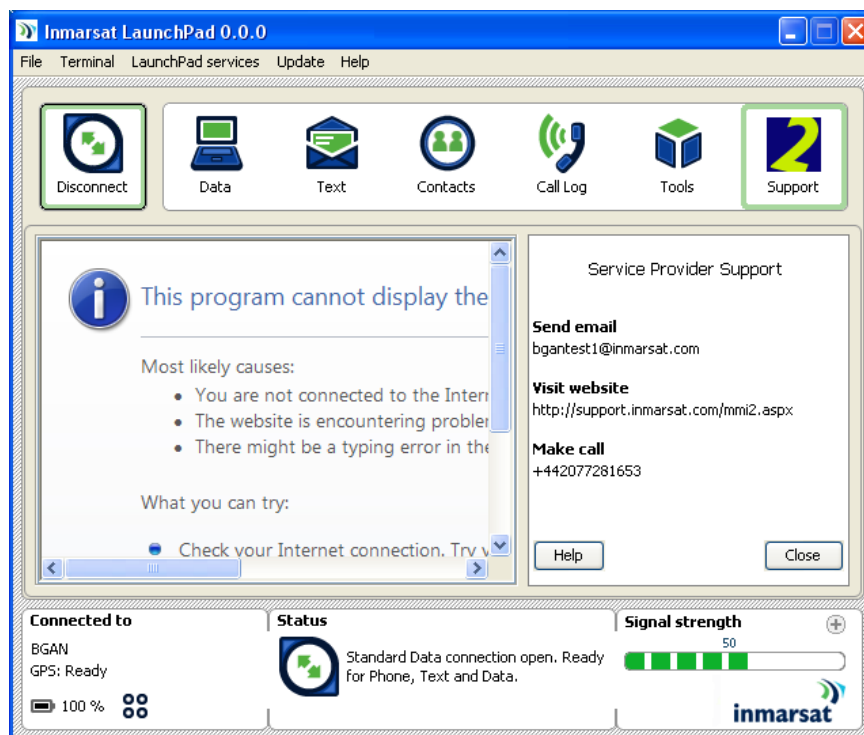 Inmarsat LaunchPad 0.0.0
File Terminal LaunchPad services Update Help
Disconnect Data Text Contacts Call Log Tools 2 Support
This program cannot display the
Most likely causes:
You are not connected to the Intern
The website is encountering probler
There might be a typing error in the
What you can try:
Check your Internet connection. Try v
Service Provider Support
Send email
bgantest1@inmarsat.com
Visit website
http://support.inmarsat.com/mmi2.aspx
Make call
+442077281653
Help Close
Connected to
BGAN
GPS: Ready
100 %
Status
Standard Data connection open. Ready
for Phone, Text and Data.
Signal strength
50
inmarsat